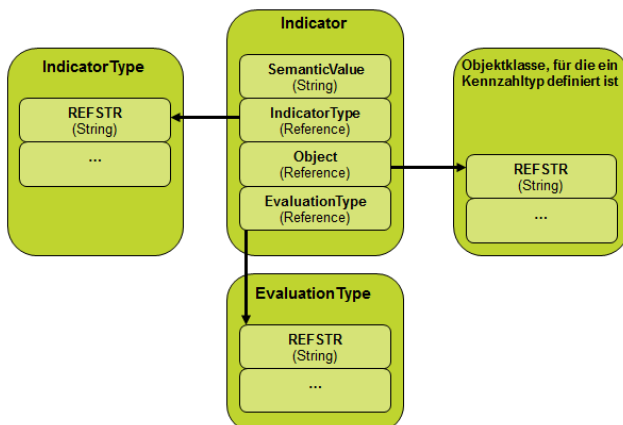 Indicator
SemanticValue
(String)
IndicatorType
(Reference)
Object
(Reference)
EvaluationType
(Reference)
IndicatorType
REFSTR
(String)
...
Objektklasse, für die ein
Kennzahltyp definiert ist
REFSTR
(String)
...
EvaluationType
REFSTR
(String)
...